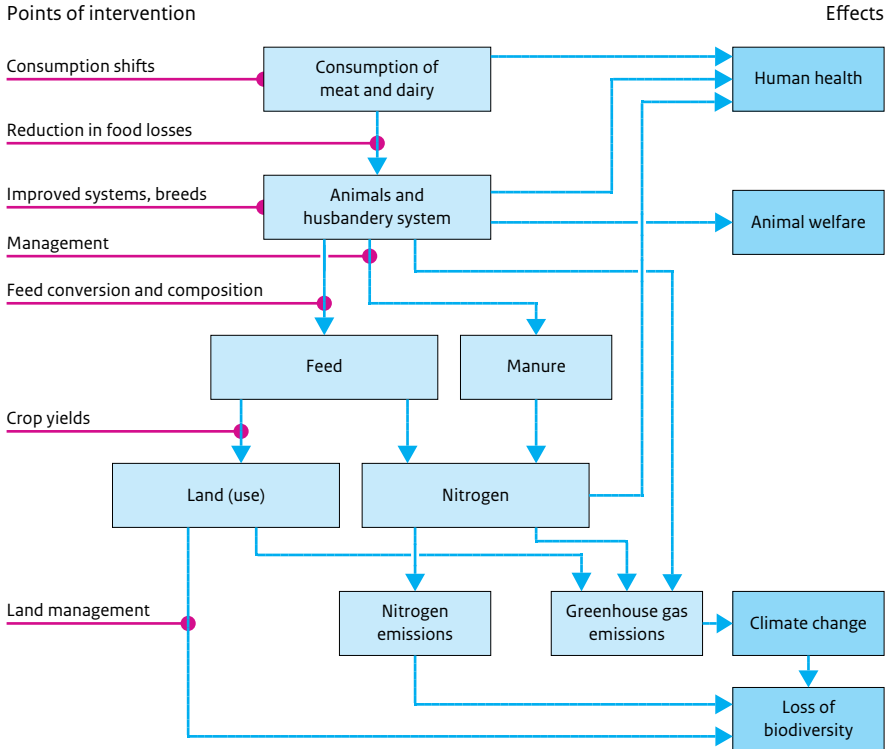 Points of intervention
Effects
Consumption shifts
Consumption of
meat and dairy
Human health
Reduction in food losses
Improved systems, breeds
Animals and
husbandery system
Animal welfare
Management
Feed conversion and composition
Feed
Manure
Crop yields
Land (use)
Nitrogen
Land management
Nitrogen
emissions
Greenhouse gas
emissions
Climate change
Loss of
biodiversity